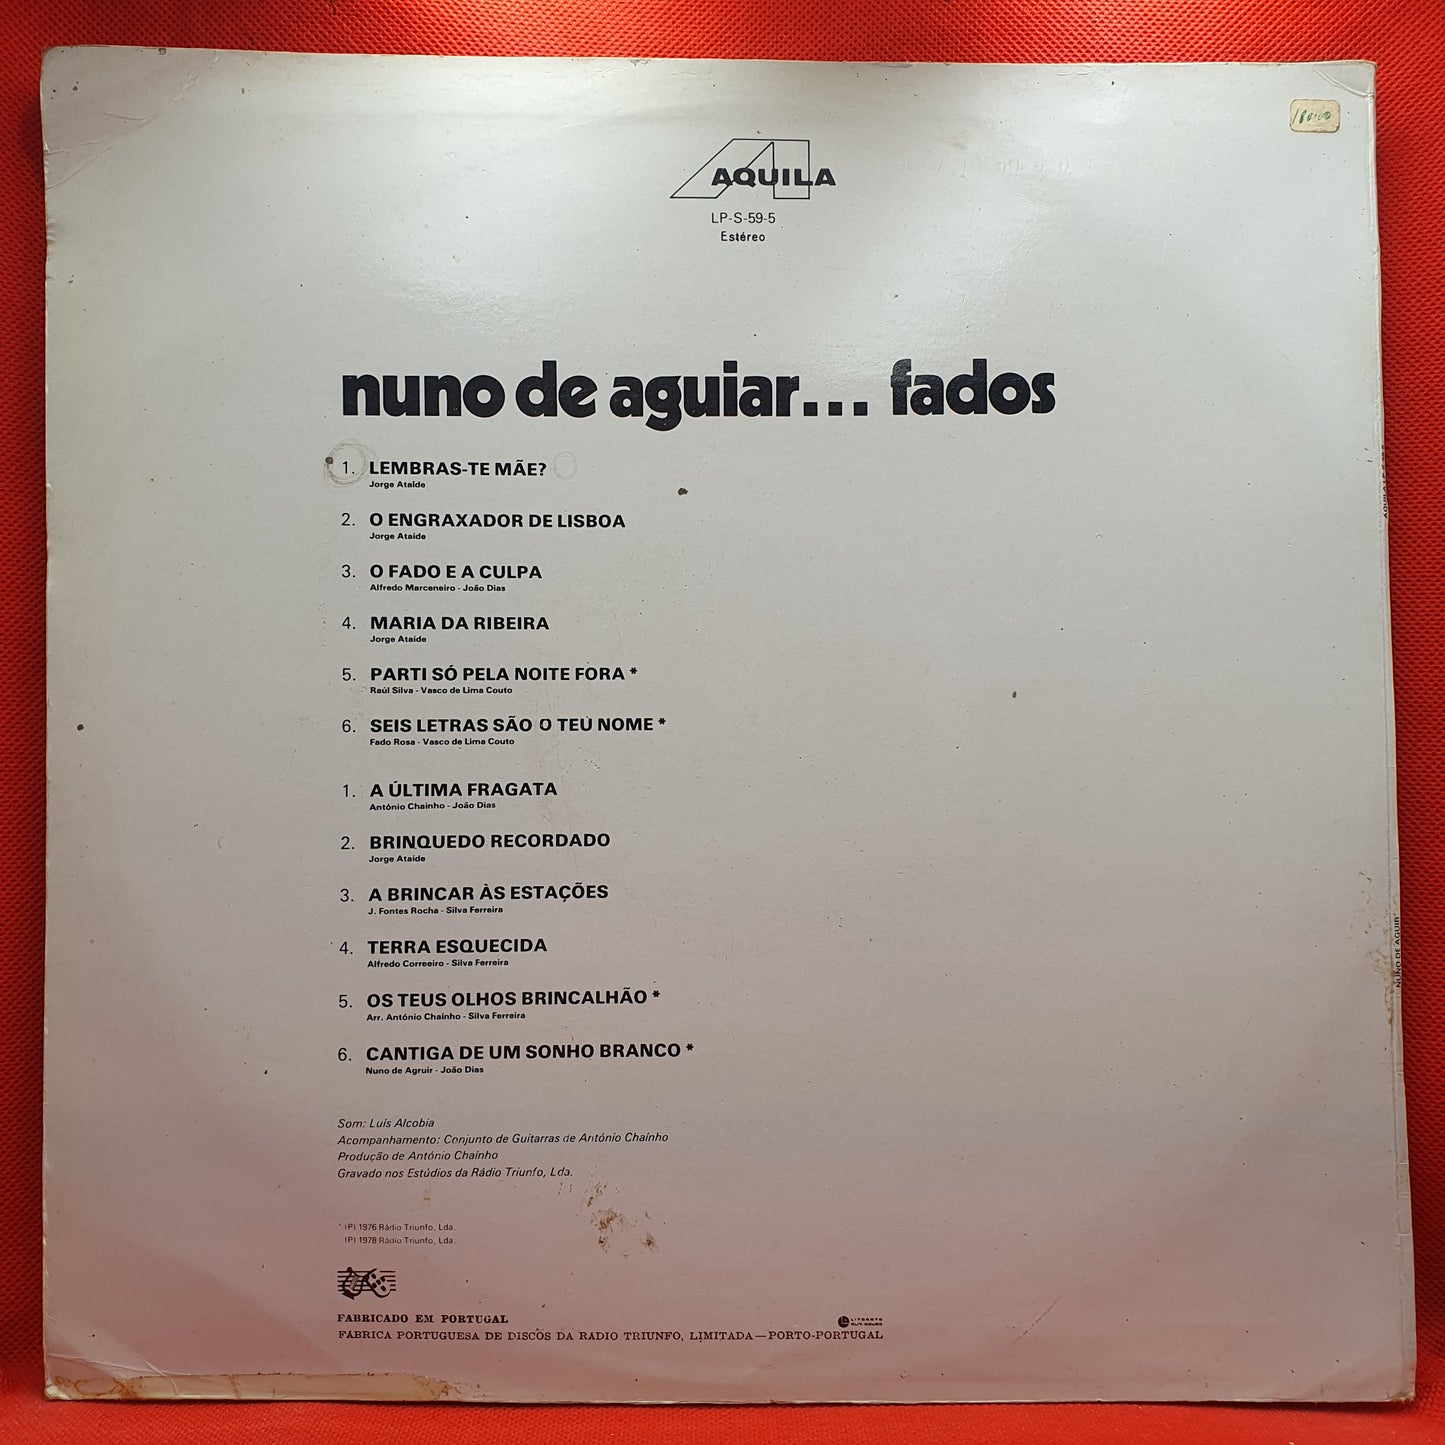 180.00
AQUILA
LP-S-59-5
Estéreo
nuno de aguiar... fados
1. LEMBRAS-TE MÃE?
Jorge Ataíde
2. O ENGRAXADOR DE LISBOA
Jorge Ataíde
3. O FADO E A CULPA
Alfredo Marceneiro - João Dias
4. MARIA DA RIBEIRA
Jorge Ataíde
5. PARTI SÓ PELA NOITE FORA *
Raúl Silva - Vasco de Lima Couto
6. SEIS LETRAS SÃO O TEU NOME *
Fado Rosa - Vasco de Lima Couto
1. A ÚLTIMA FRAGATA
António Chainho - João Dias
2. BRINQUEDO RECORDADO
Jorge Ataíde
3. A BRINCAR ÀS ESTAÇÕES
J. Fontes Rocha - Silva Ferreira
4. TERRA ESQUECIDA
Alfredo Correeiro - Silva Ferreira
5. OS TEUS OLHOS BRINCALHÃO *
Arr. António Chaínho - Silva Ferreira
6. CANTIGA DE UM SONHO BRANCO *
Nuno de Agruir - João Dias
Som: Luís Alcobia
Acompanhamento: Conjunto de Guitarras de António Chaínho
Produção de António Chaínho
Gravado nos Estúdios da Rádio Triunfo, Lda.
* (P) 1976 Rádio Triunfo, Lda.
(P) 1978 Rádio Triunfo, Lda.
FABRICADO EM PORTUGAL
FÁBRICA PORTUGUESA DE DISCOS DA RÁDIO TRIUNFO, LIMITADA — PORTO-PORTUGAL
NUNO DE AGUIR